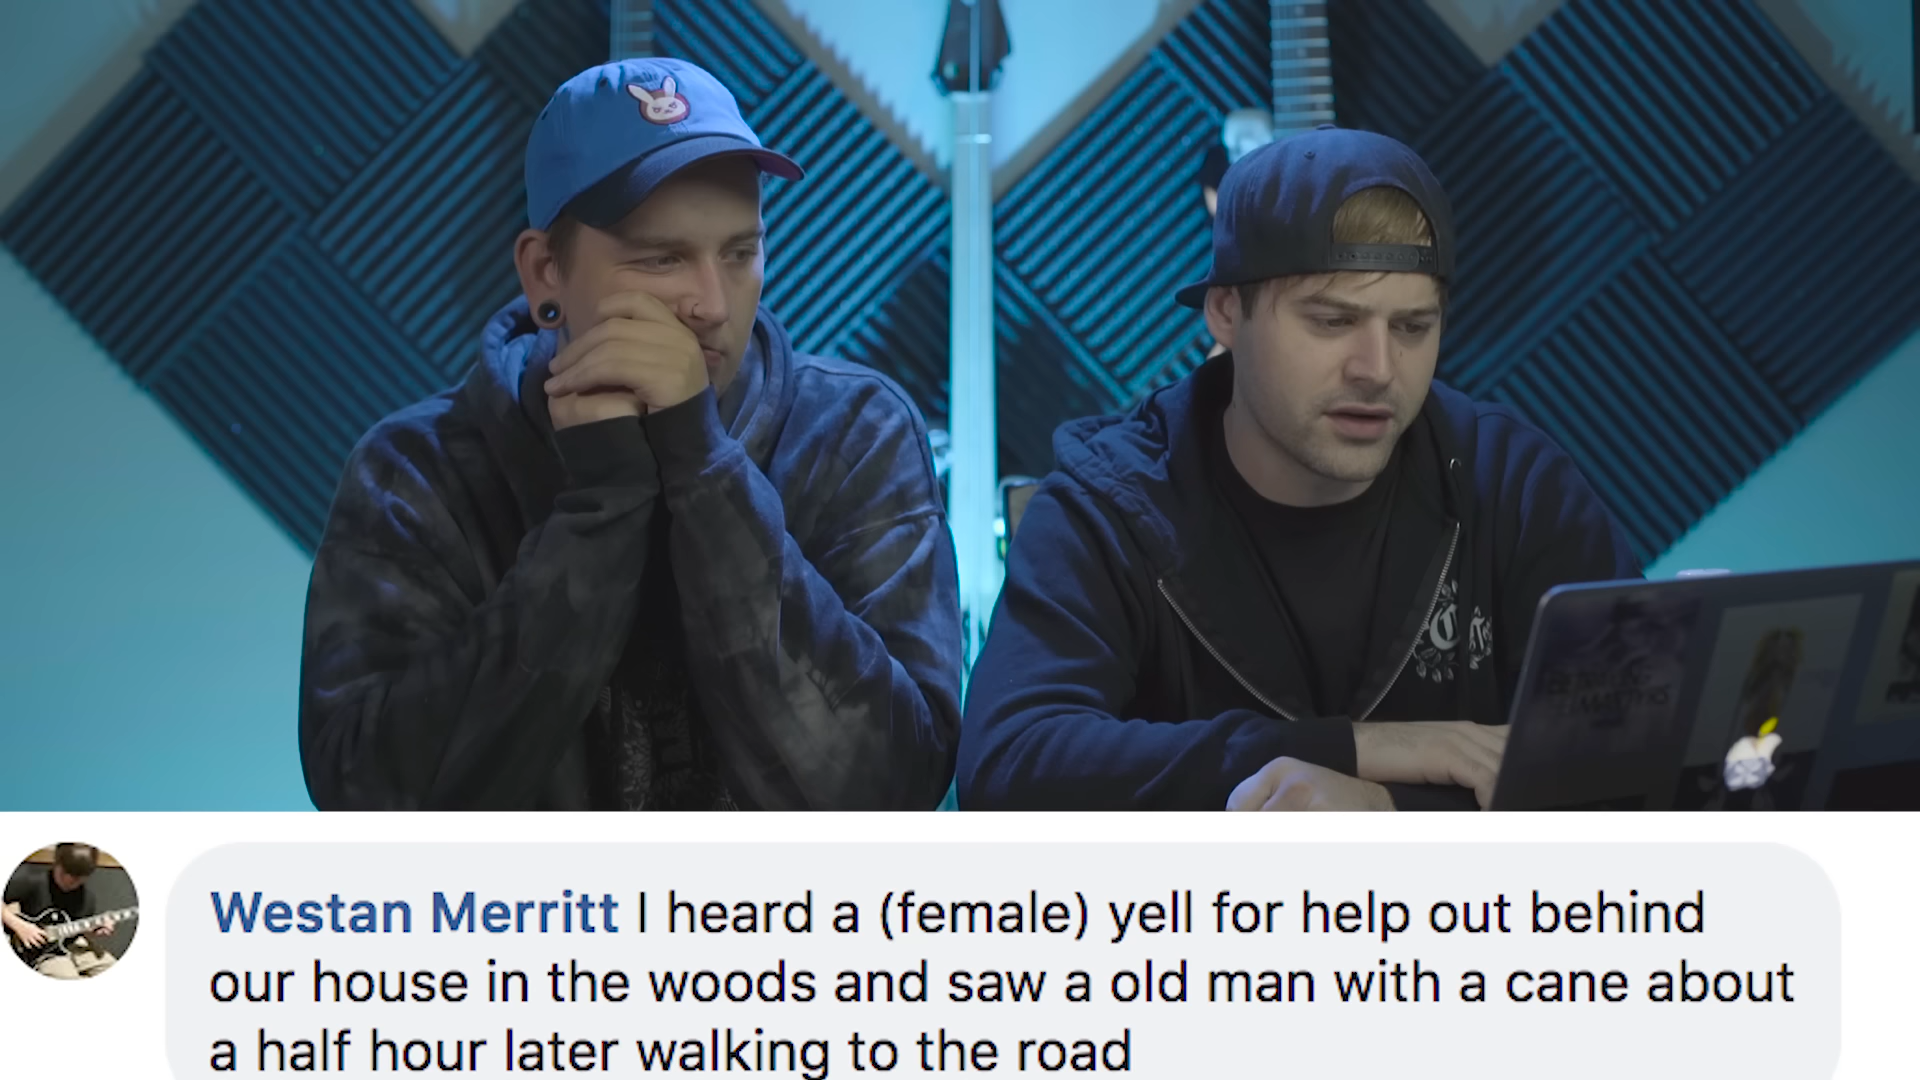 Westan Merritt I heard a (female) yell for help out behind
our house in the woods and saw a old man with a cane about
a half hour later walking to the road